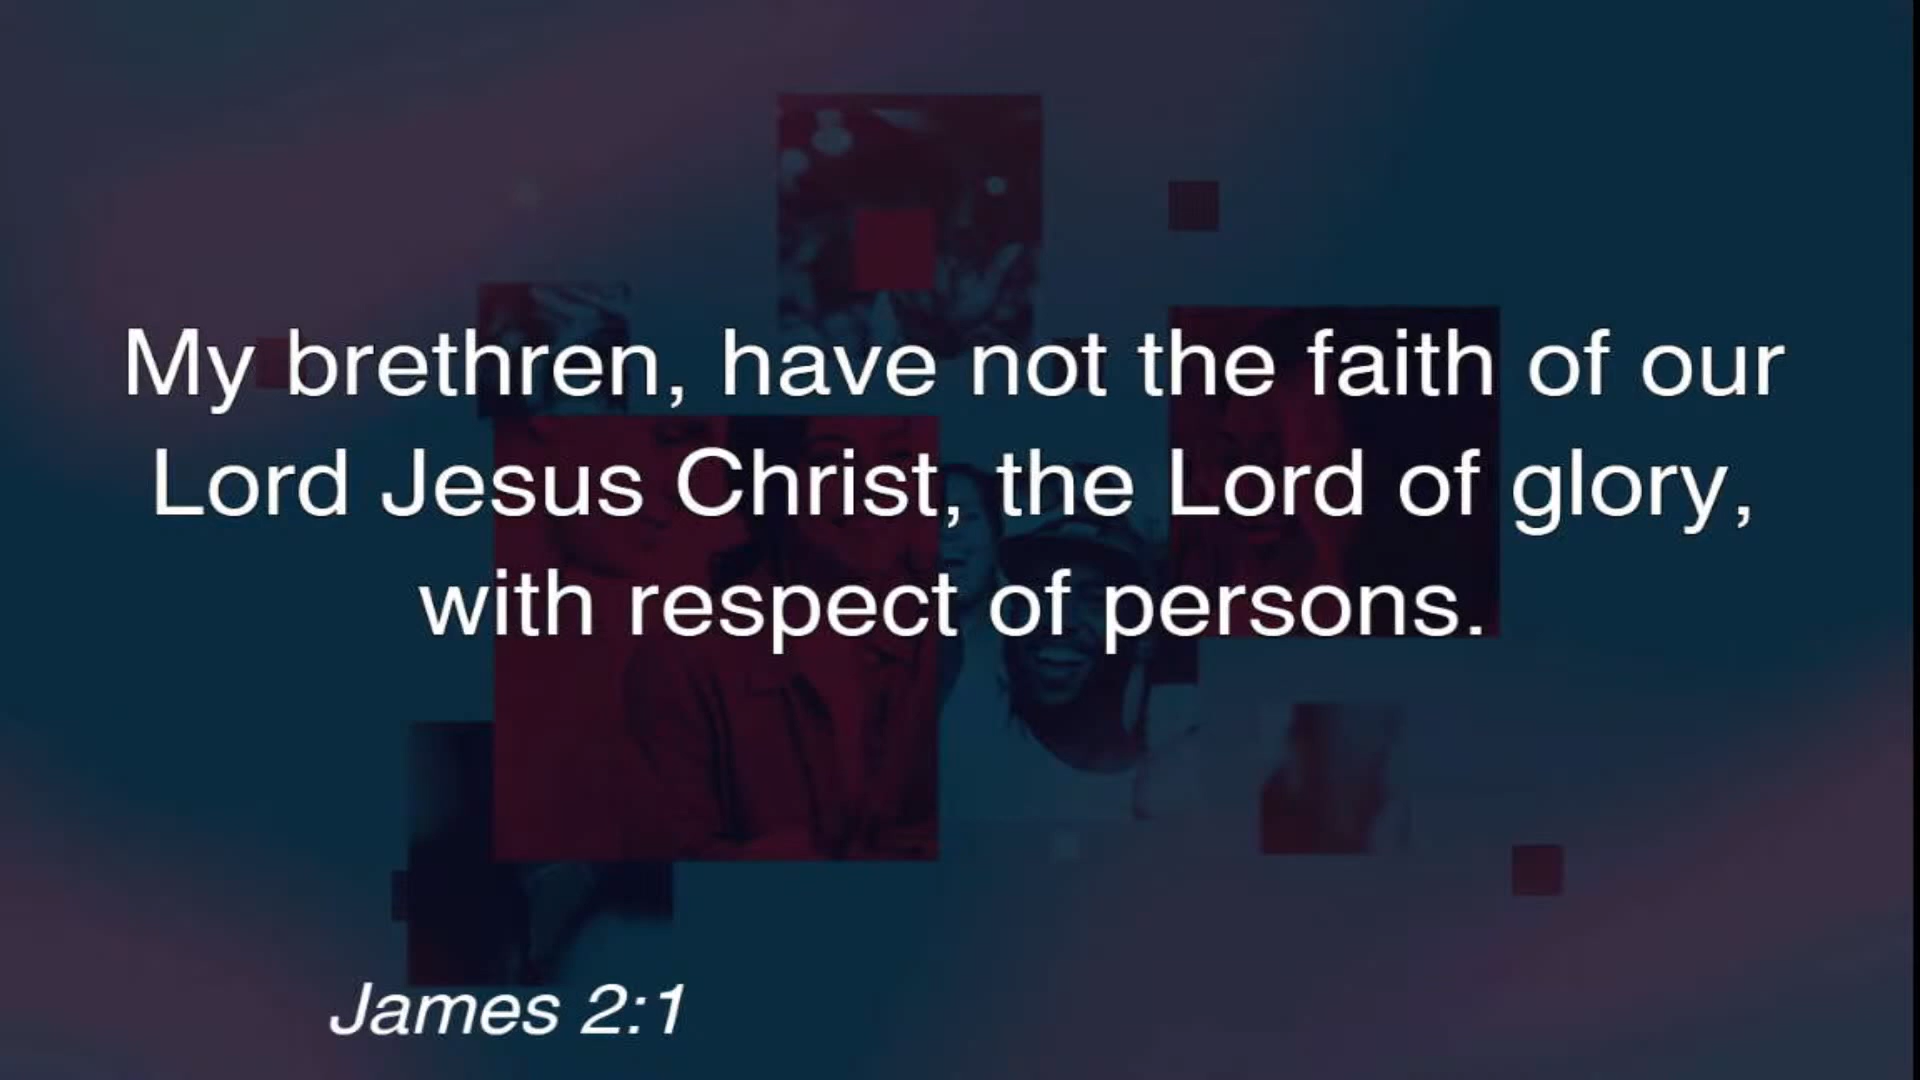 My brethren, have not the faith of our
Lord Jesus Christ, the Lord of glory,
with respect of persons.
James 2:1